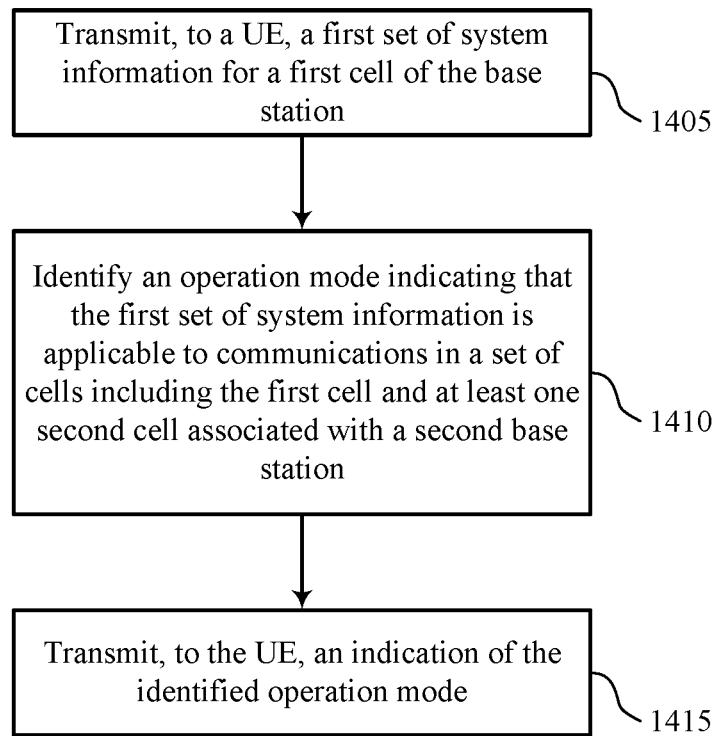 Transmit, to a UE, a first set of system
information for a first cell of the base
station
1405
Identify an operation mode indicating that
the first set of system information is
applicable to communications in a set of
cells including the first cell and at least one
second cell associated with a second base
station
1410
Transmit, to the UE, an indication of the
identified operation mode
1415